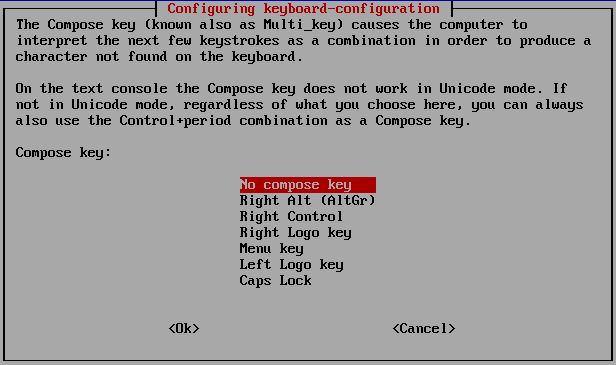 Configuring keyboard-configuration
The Compose key (known also as Multi_key) causes the computer to
interpret the next few keystrokes as a combination in order to produce a
character not found on the keyboard.
On the text console the Compose key does not work in Unicode mode. If
not in Unicode mode, regardless of what you choose here, you can always
also use the Control+period combination as a Compose key.
Compose key:
No compose key
Right Alt (AltGr)
Right Control
Right Logo key
Menu key
Left Logo key
Caps Lock
<Ok> <Cancel>